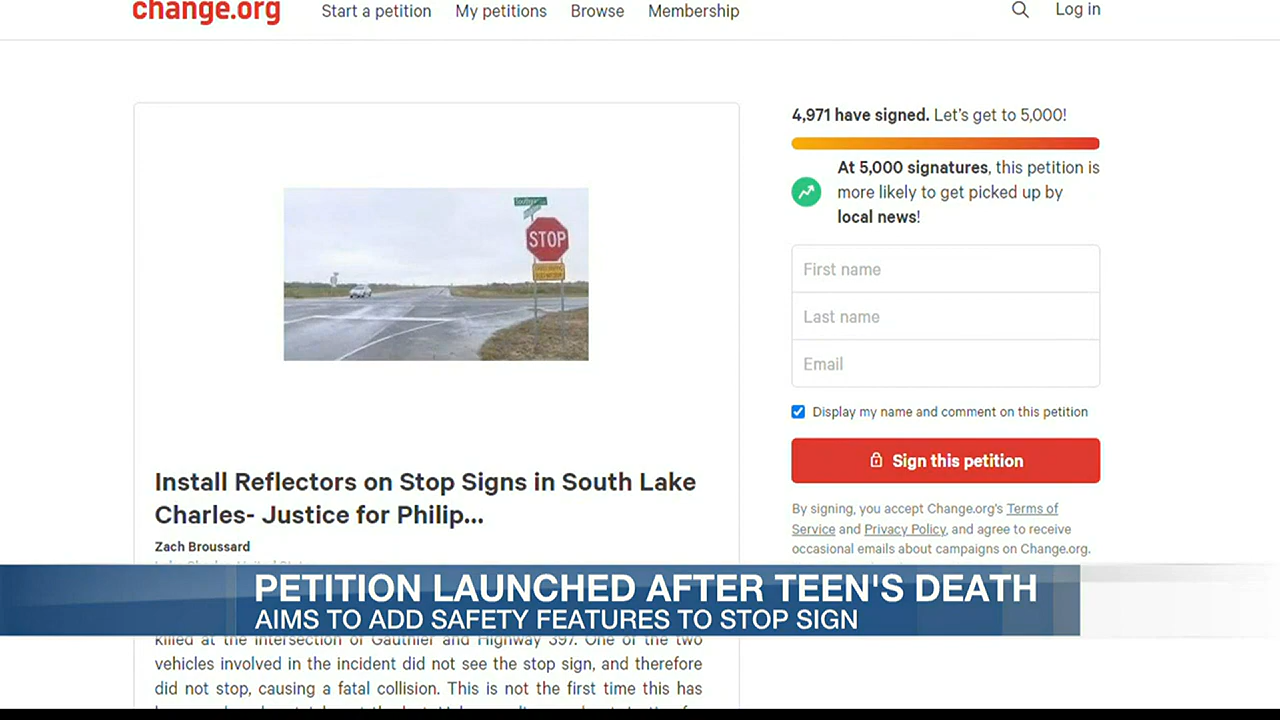 change.org
Start a petition
My petitions
Browse
Membership
Log in
STOP
Install Reflectors on Stop Signs in South Lake
Charles- Justice for Philip...
Zach Broussard
killed at the intersection of Gauthier and Highway 397. One of the two
vehicles involved in the incident did not see the stop sign, and therefore
did not stop, causing a fatal collision. This is not the first time this has
4,971 have signed. Let's get to 5,000!
At 5,000 signatures, this petition is
more likely to get picked up by
local news!
First name
Last name
Email
Display my name and comment on this petition
Sign this petition
By signing, you accept Change.org's Terms of
Service and Privacy Policy, and agree to receive
occasional emails about campaigns on Change.org.
PETITION LAUNCHED AFTER TEEN'S DEATH
AIMS TO ADD SAFETY FEATURES TO STOP SIGN